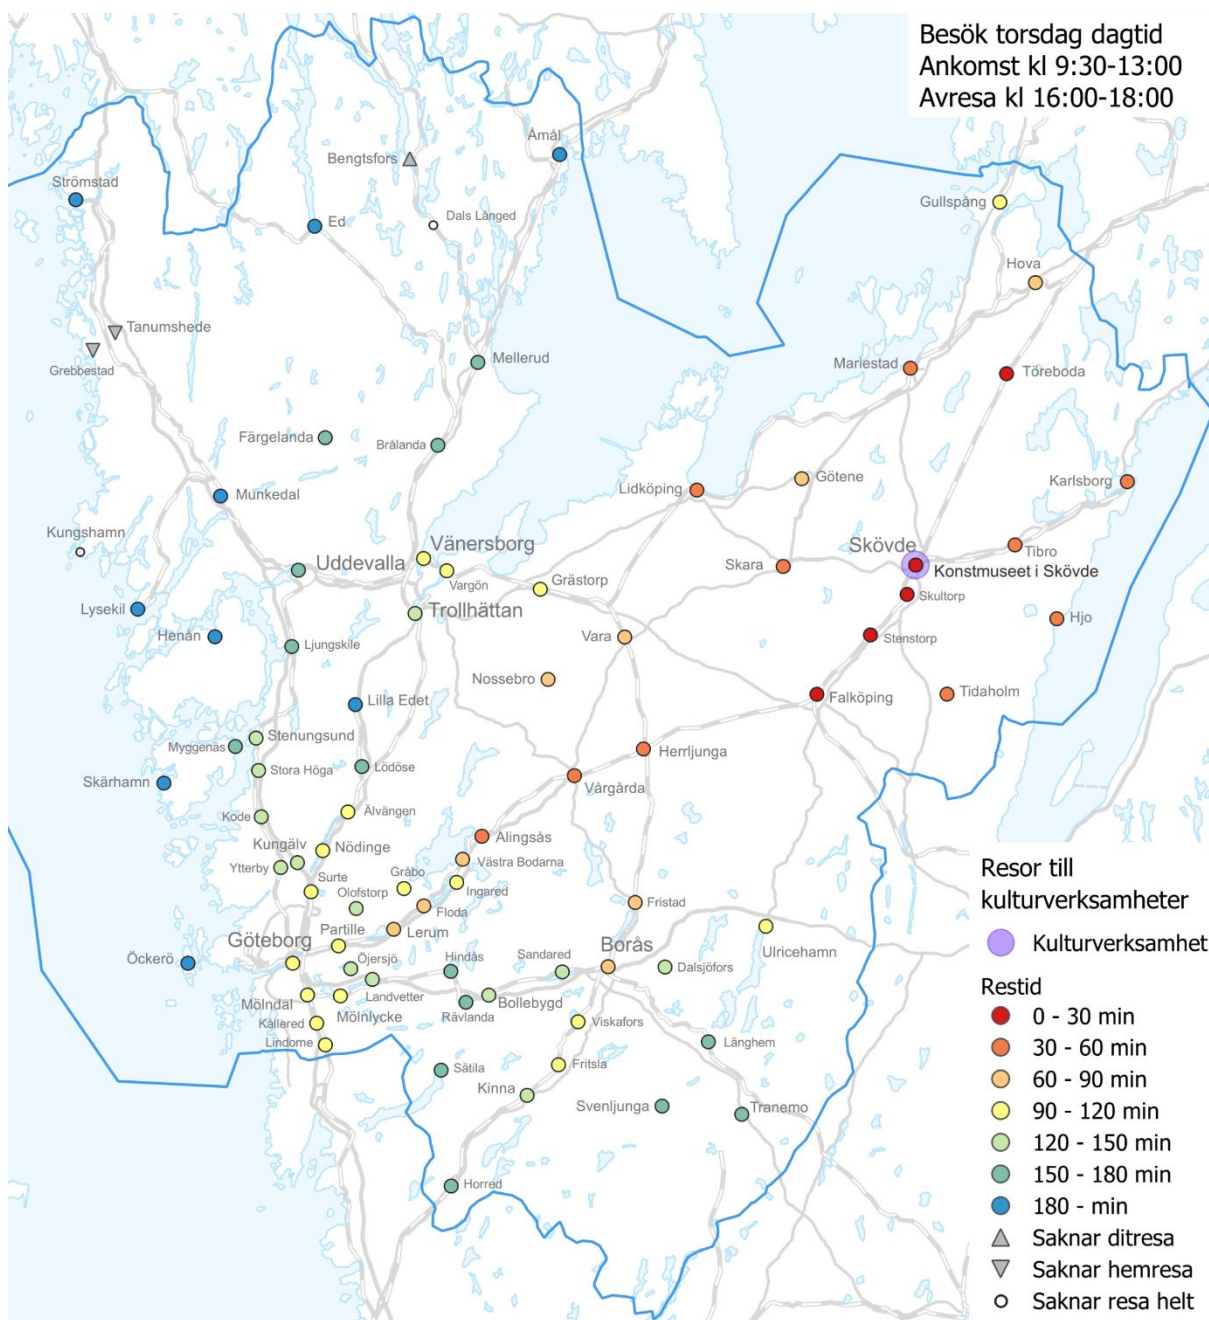 Besök torsdag dagtid
Ankomst kl 9:30-13:00
Avresa kl 16:00-18:00
Åmål
Bengtsfors
Strömstad
Gullspång
Dals Långed
Ed
Hova
Tanumshede
Mellerud
Grebbestad
Mariestad
Töreboda
Färgelanda
Brålanda
Götene
Karlsborg
Lidköping
Munkedal
Kungshamn
Vänersborg
Skövde
Tibro
Uddevalla
Skara
Konstmuseet i Skövde
Vargön
Grästorp
Skultorp
Lysekil
Trollhättan
Hjo
Henån
Vara
Stenstorp
Ljungskile
Nossebro
Tidaholm
Falköping
Lilla Edet
Stenungsund
Myggenäs
Herrljunga
Stora Höga
Lödöse
Skärhamn
Vårgårda
Älvängen
Kode
Alingsås
Kungälv
Nödinge
Västra Bodarna
Ytterby
Gråbo
Surte
Ingared
Olofstorp
Fristad
Floda
Partille
Lerum
Ulricehamn
Göteborg
Borås
Öjersjö
Hindås
Sandared
Öckerö
Dalsjöfors
Landvetter
Mölndal
Bollebygd
Mölnlycke
Rävlanda
Kållered
Viskafors
Lindome
Länghem
Sätila
Fritsla
Kinna
Svenljunga
Tranemo
Horred
Resor till
kulturverksamheter
Kulturverksamhet
Restid
0 - 30 min
30 - 60 min
60 - 90 min
90 - 120 min
120 - 150 min
150 - 180 min
180 - min
Saknar ditresa
Saknar hemresa
Saknar resa helt